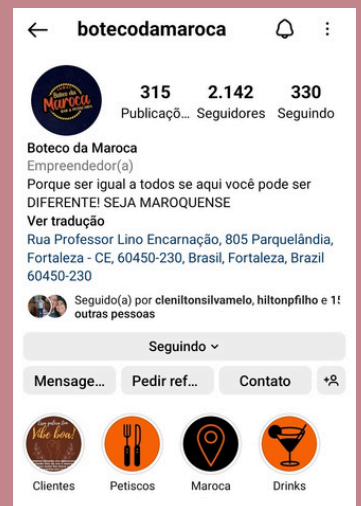 botecodamaroca
Boteco da
Maroca
315 2.142 330
Publicaçõ... Seguidores Seguindo
Boteco da Maroca
Empreendedor(a)
Porque ser igual a todos se aqui você pode ser
DIFERENTE! SEJA MAROQUENSE
Ver tradução
Rua Professor Lino Encarnação, 805 Parquelândia,
Fortaleza - CE, 60450-230, Brasil, Fortaleza, Brazil
60450-230
Seguido(a) por cleniltonsilvamelo, hiltonpfilho e 15
outras pessoas
Seguindo
Mensage... Pedir ref... Contato
Vibe boa!
Clientes Petiscos Maroca Drinks